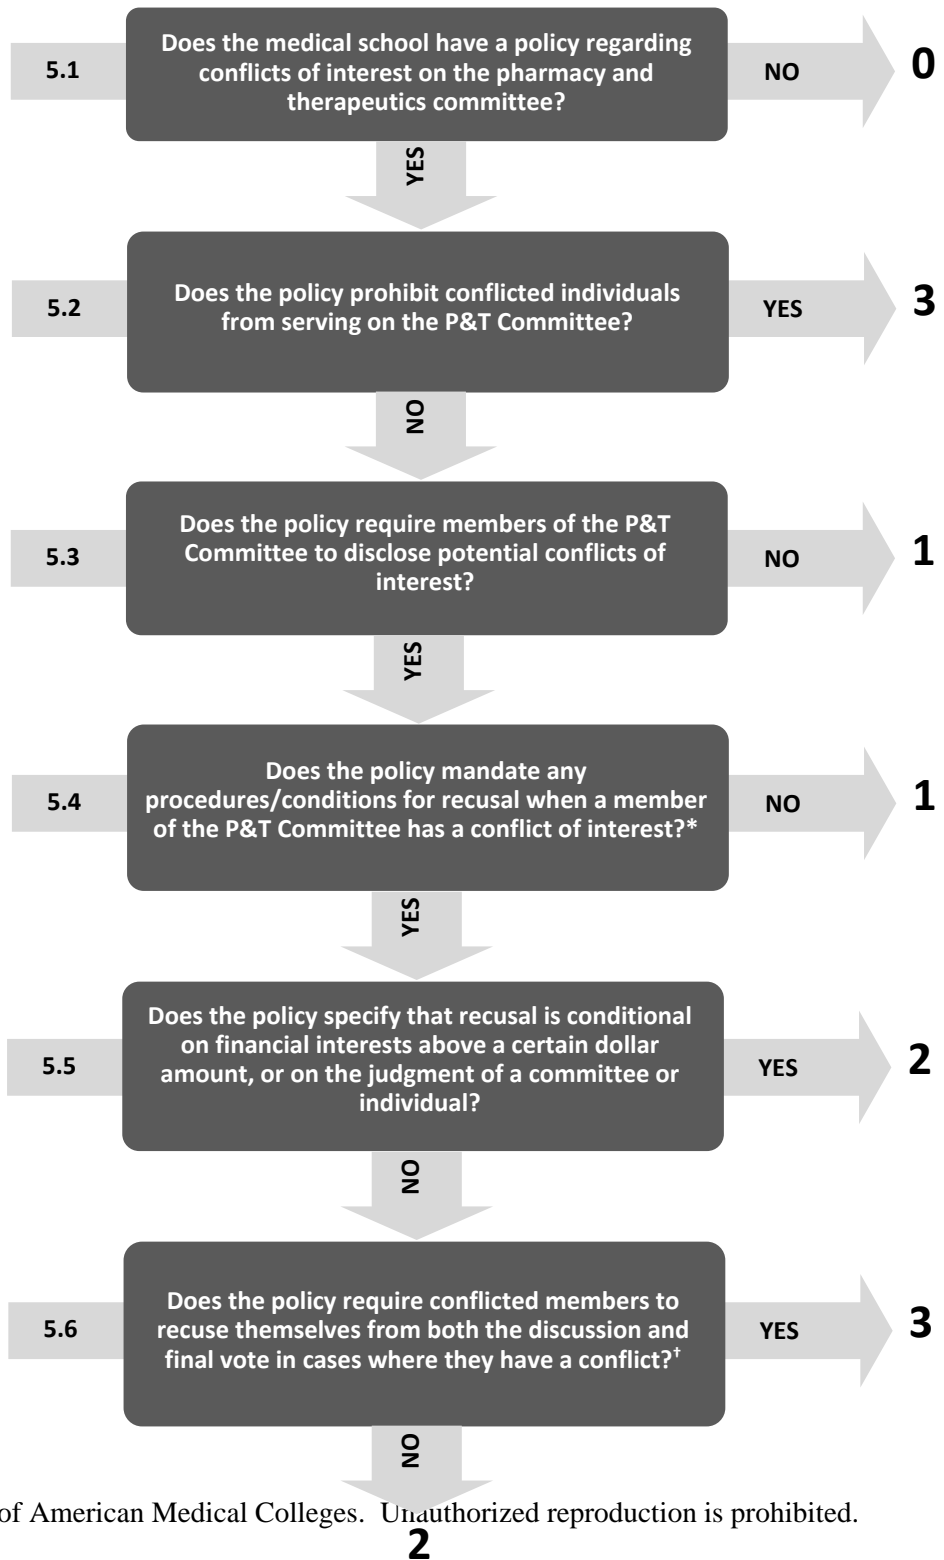 Does the medical school have a policy regarding
conflicts of interest on the pharmacy and
therapeutics committee?
5.1
NO
0
YES
Does the policy prohibit conflicted individuals
from serving on the P&T Committee?
5.2
YES
3
NO
Does the policy require members of the P&T
Committee to disclose potential conflicts of
interest?
5.3
NO
1
YES
Does the policy mandate any
procedures/conditions for recusal when a member
of the P&T Committee has a conflict of interest?*
5.4
NO
1
YES
Does the policy specify that recusal is conditional
on financial interests above a certain dollar
amount, or on the judgment of a committee or
individual?
5.5
YES
2
NO
Does the policy require conflicted members to
recuse themselves from both the discussion and
final vote in cases where they have a conflict?†
5.6
YES
3
NO
of American Medical Colleges. Unauthorized reproduction is prohibited.
2